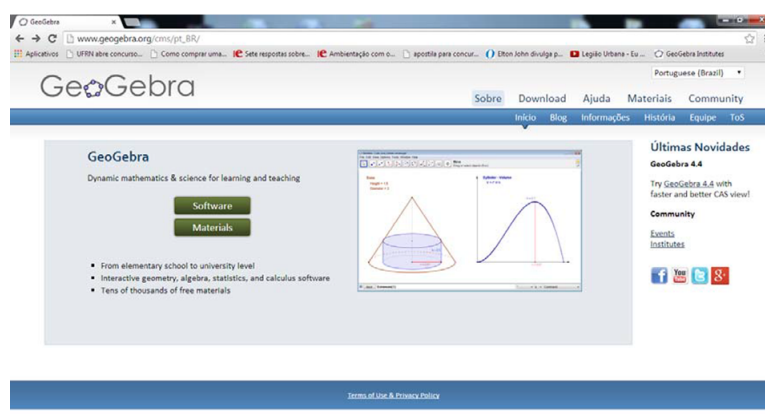 GeoGebra
www.geogebra.org/cms/pt_BR/
Aplicativos UFRN abre concurso... Como comprar uma... Sete respostas sobre... Ambientação com o... apostila para concur... Elton John divulga p... Legião Urbana - Eu ... GeoGebra Institutes
Portuguese (Brazil)
GeoGebra
Sobre Download Ajuda Materiais Community
Início Blog Informações História Equipe ToS
GeoGebra
Dynamic mathematics & science for learning and teaching
Software
Materials
From elementary school to university level
Interactive geometry, algebra, statistics, and calculus software
Tens of thousands of free materials
Últimas Novidades
GeoGebra 4.4
Try GeoGebra 4.4 with
faster and better CAS view!
Community
Events
Institutes
Terms of Use & Privacy Policy